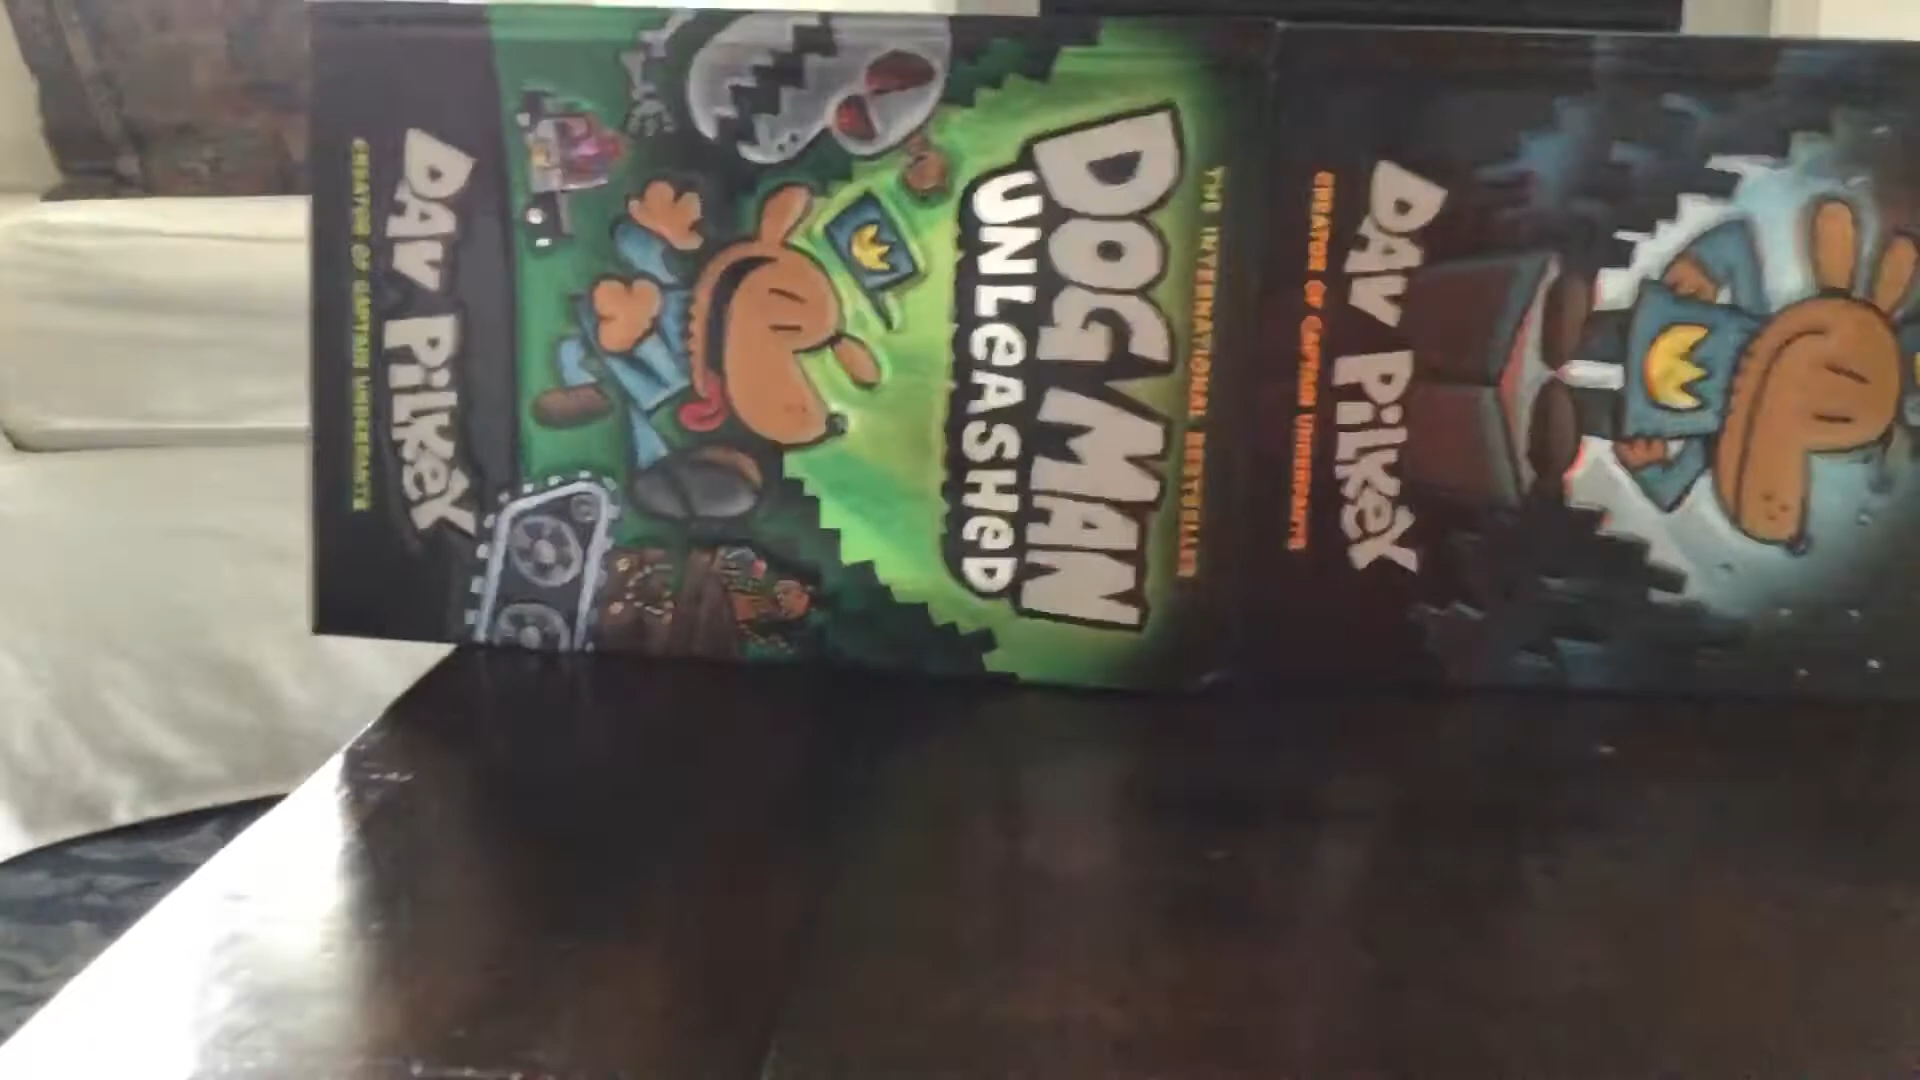 THE INTERNATIONAL BESTSELLER
DOG MAN
UNLEASHED
DAV PILKEY
CREATOR OF CAPTAIN UNDERPANTS
DAV PILKEY
CREATOR OF CAPTAIN UNDERPANTS